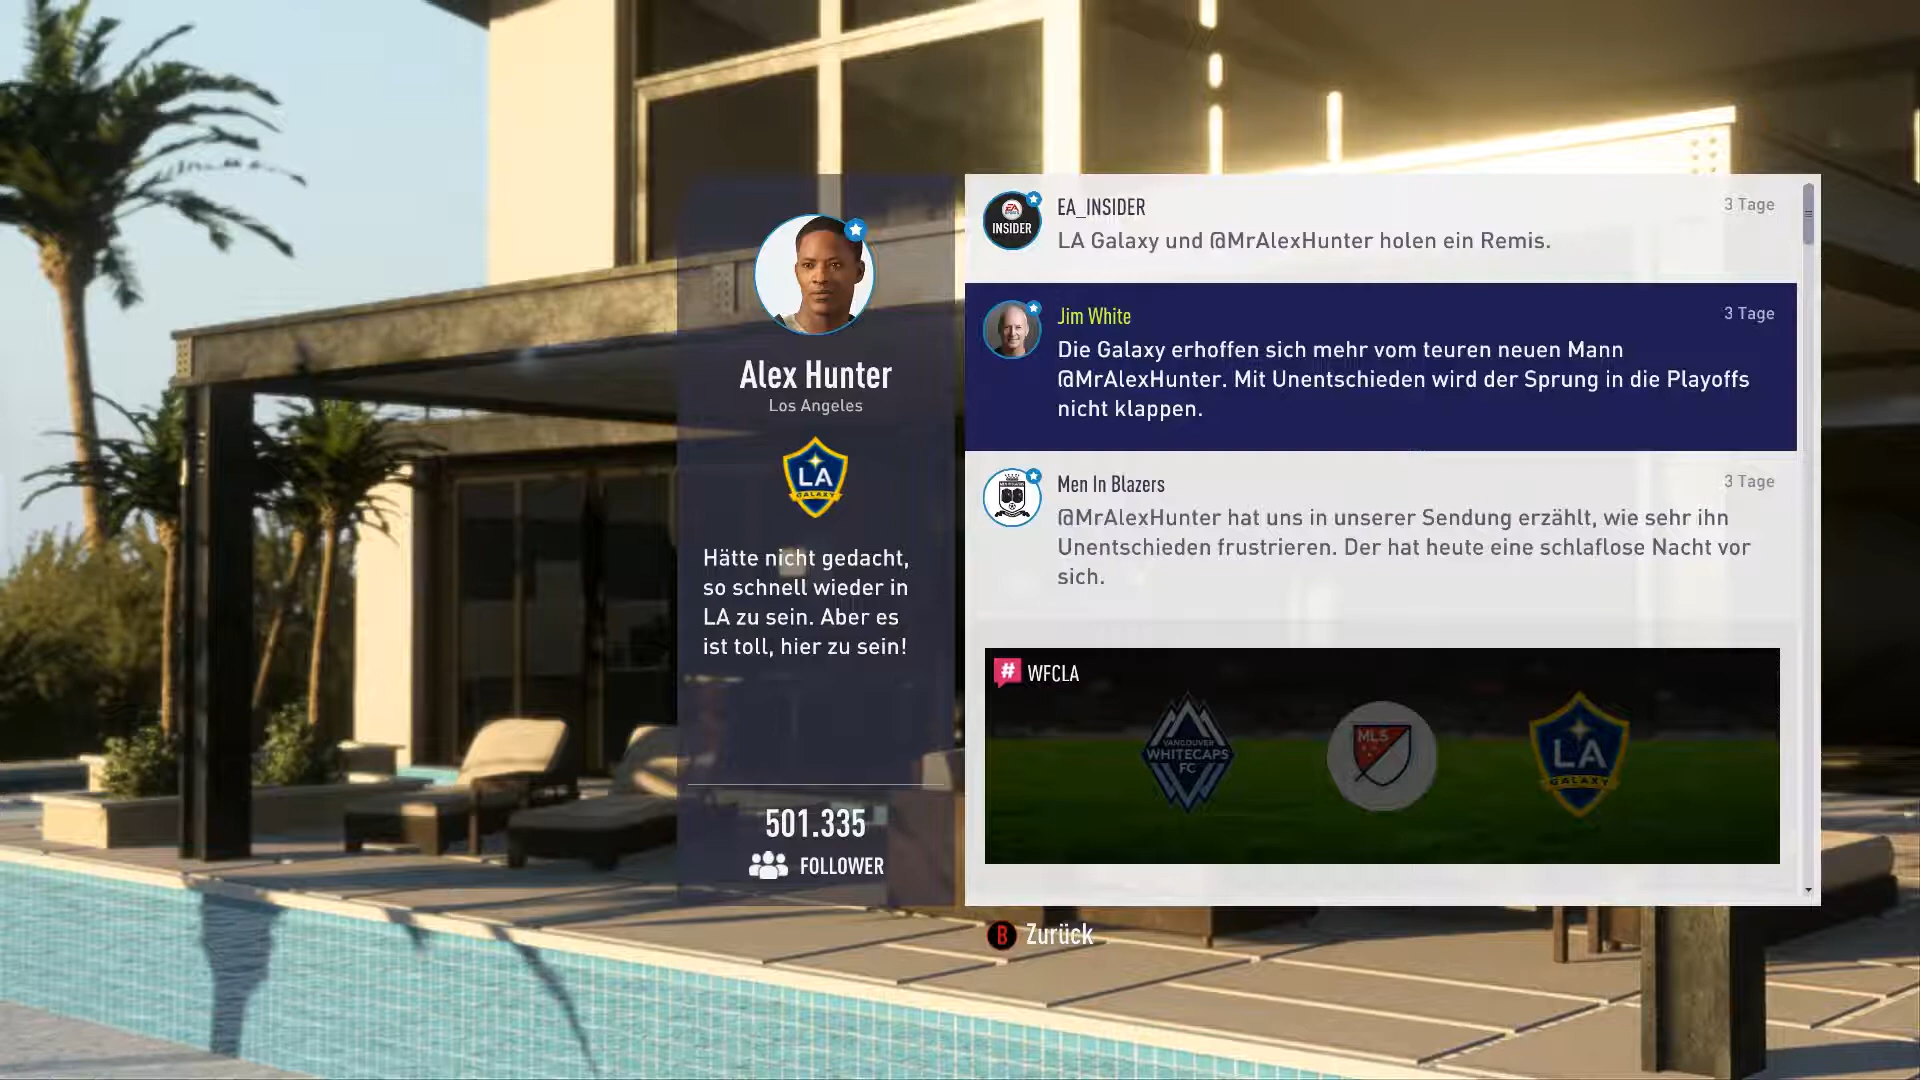 Alex Hunter
Los Angeles
LA
GALAXY
Hätte nicht gedacht,
so schnell wieder in
LA zu sein. Aber es
ist toll, hier zu sein!
501.335
FOLLOWER
EA
INSIDER
EA_INSIDER
3 Tage
LA Galaxy und @MrAlexHunter holen ein Remis.
Jim White
3 Tage
Die Galaxy erhoffen sich mehr vom teuren neuen Mann
@MrAlexHunter. Mit Unentschieden wird der Sprung in die Playoffs
nicht klappen.
Men In Blazers
3 Tage
@MrAlexHunter hat uns in unserer Sendung erzählt, wie sehr ihn
Unentschieden frustrieren. Der hat heute eine schlaflose Nacht vor
sich.
# WFCLA
VANCOUVER
WHITECAPS
FC
MLS
LA
GALAXY
B Zurück